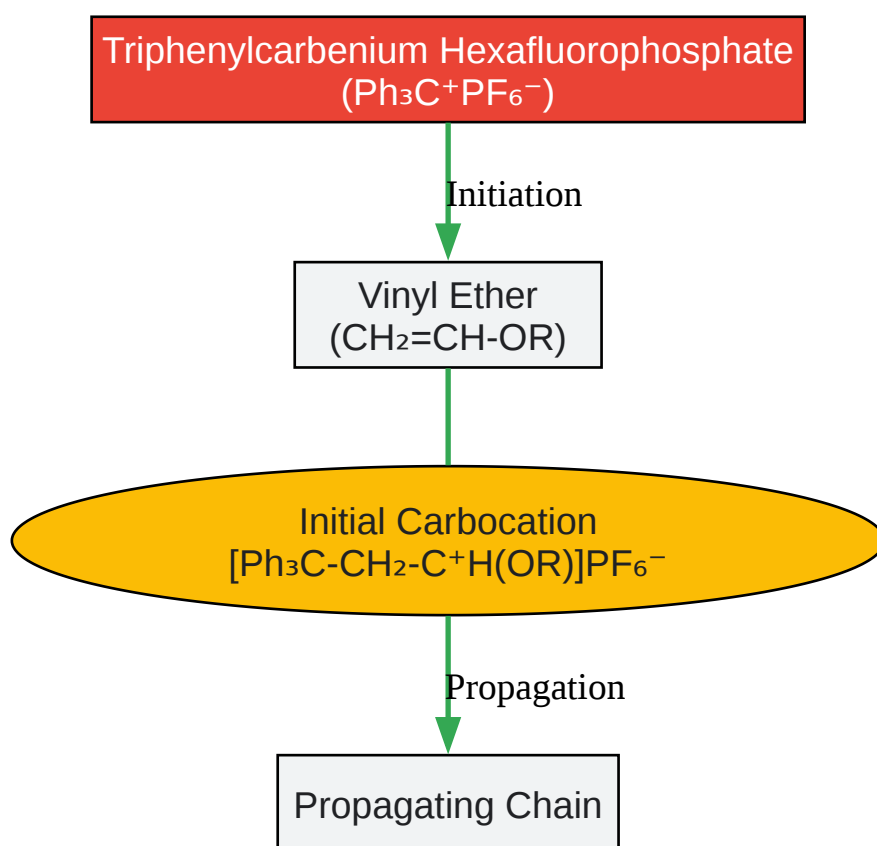 Triphenylcarbenium Hexafluorophosphate
(Ph₃C⁺PF₆⁻)
Initiation
Vinyl Ether
(CH₂=CH-OR)
Initial Carbocation
[Ph₃C-CH₂-C⁺H(OR)]PF₆⁻
Propagation
Propagating Chain